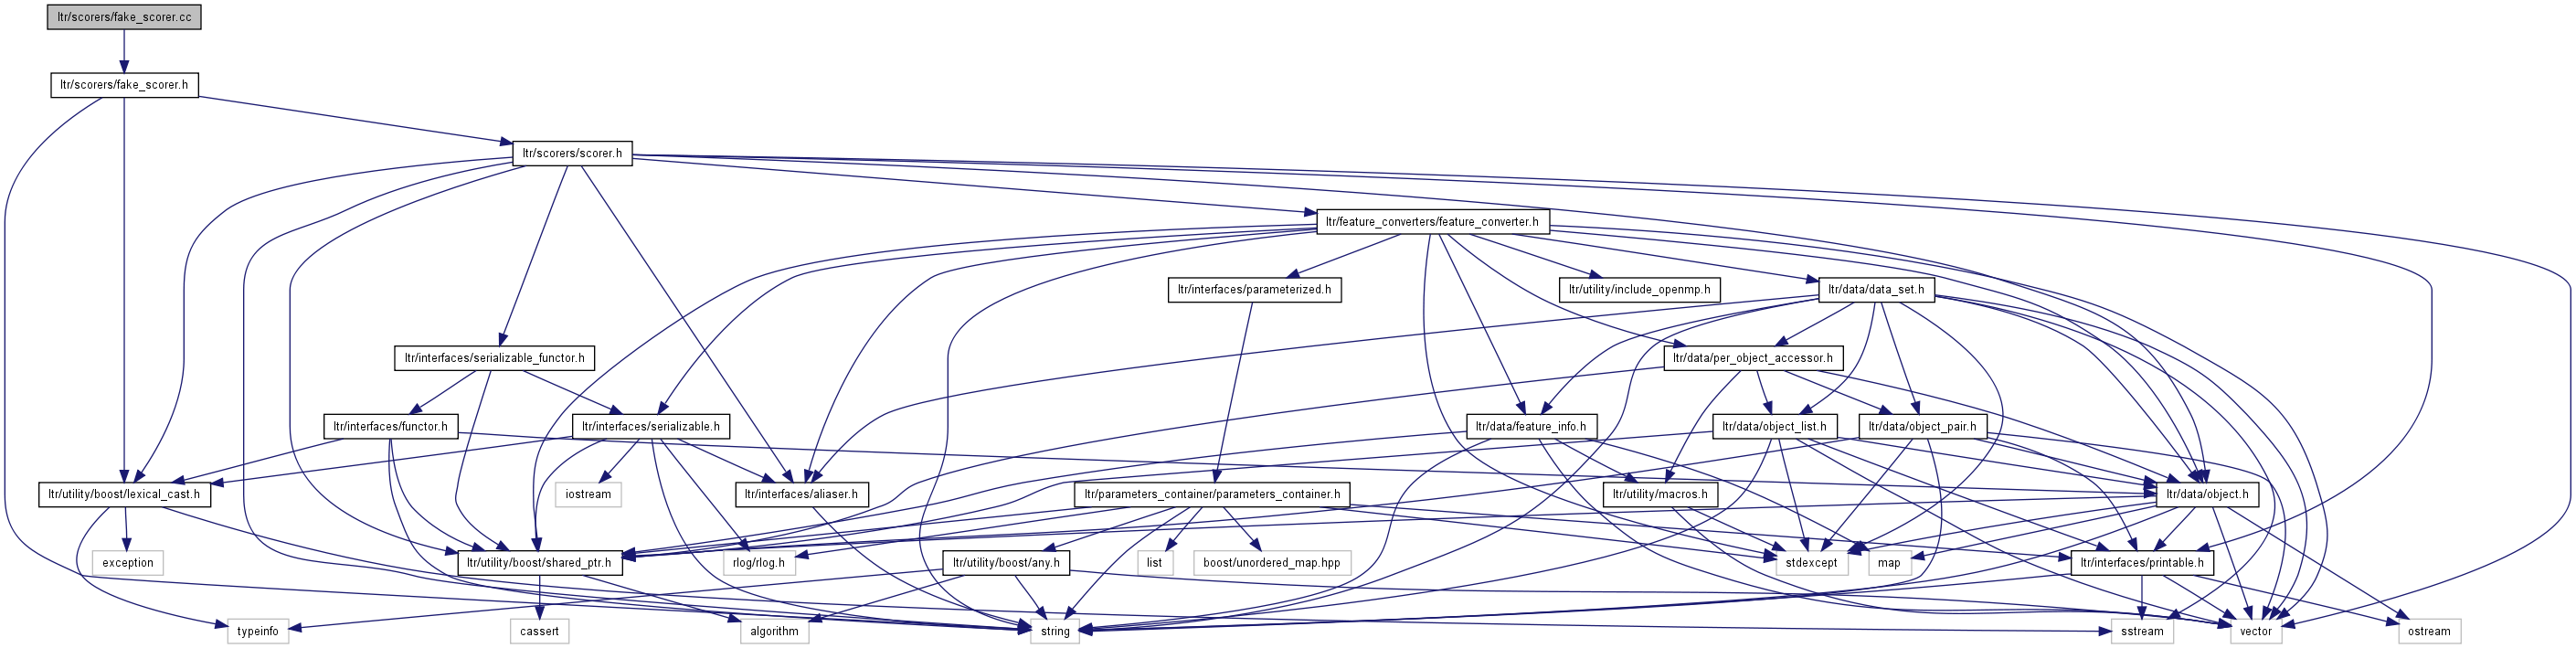 ltr/scorers/fake_scorer.cc
ltr/scorers/fake_scorer.h
ltr/scorers/scorer.h
ltr/feature_converters/feature_converter.h
ltr/interfaces/parameterized.h
ltr/utility/include_openmp.h
ltr/data/data_set.h
ltr/interfaces/serializable_functor.h
ltr/data/per_object_accessor.h
ltr/interfaces/functor.h
ltr/interfaces/serializable.h
ltr/data/feature_info.h
ltr/data/object_list.h
ltr/data/object_pair.h
ltr/utility/boost/lexical_cast.h
iostream
ltr/interfaces/aliaser.h
ltr/parameters_container/parameters_container.h
ltr/utility/macros.h
ltr/data/object.h
exception
ltr/utility/boost/shared_ptr.h
rlog/rlog.h
ltr/utility/boost/any.h
list
boost/unordered_map.hpp
stdexcept
map
ltr/interfaces/printable.h
typeinfo
cassert
algorithm
string
sstream
vector
ostream